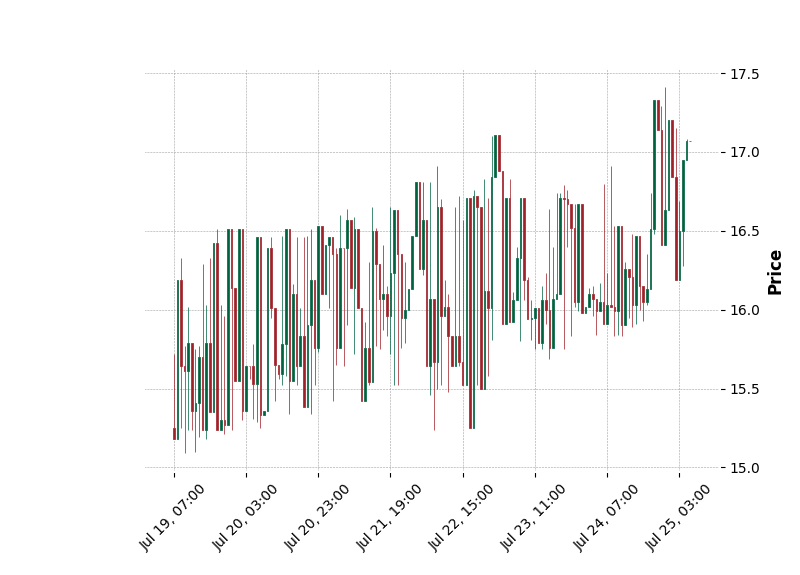 17.5
17.0
16.5
16.0
15.5
15.0
Price
Jul 19, 07:00
Jul 20, 03:00
Jul 20, 23:00
Jul 21, 19:00
Jul 22, 15:00
Jul 23, 11:00
Jul 24, 07:00
Jul 25, 03:00